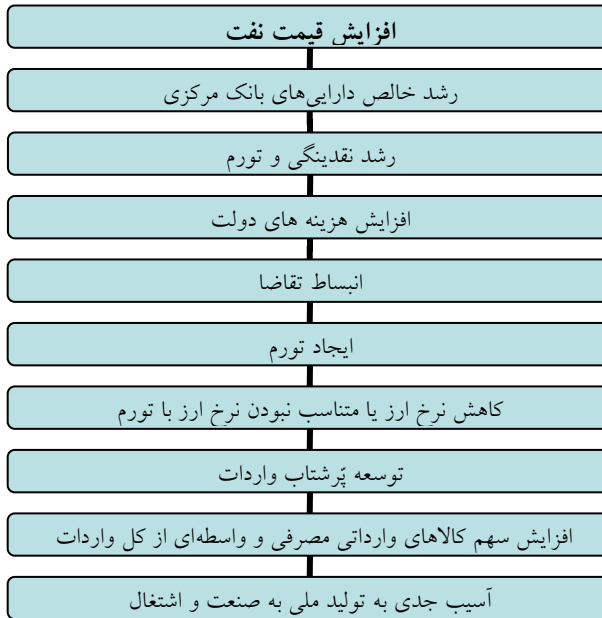 افزایش قیمت نفت
رشد خالص دارایی‌های بانک مرکزی
رشد نقدینگی و تورم
افزایش هزینه های دولت
انبساط تقاضا
ایجاد تورم
کاهش نرخ ارز یا متناسب نبودن نرخ ارز با تورم
توسعه پّرشتاب واردات
افزایش سهم کالاهای وارداتی مصرفی و واسطه‌ای از کل واردات
آسیب جدی به تولید ملی به صنعت و اشتغال